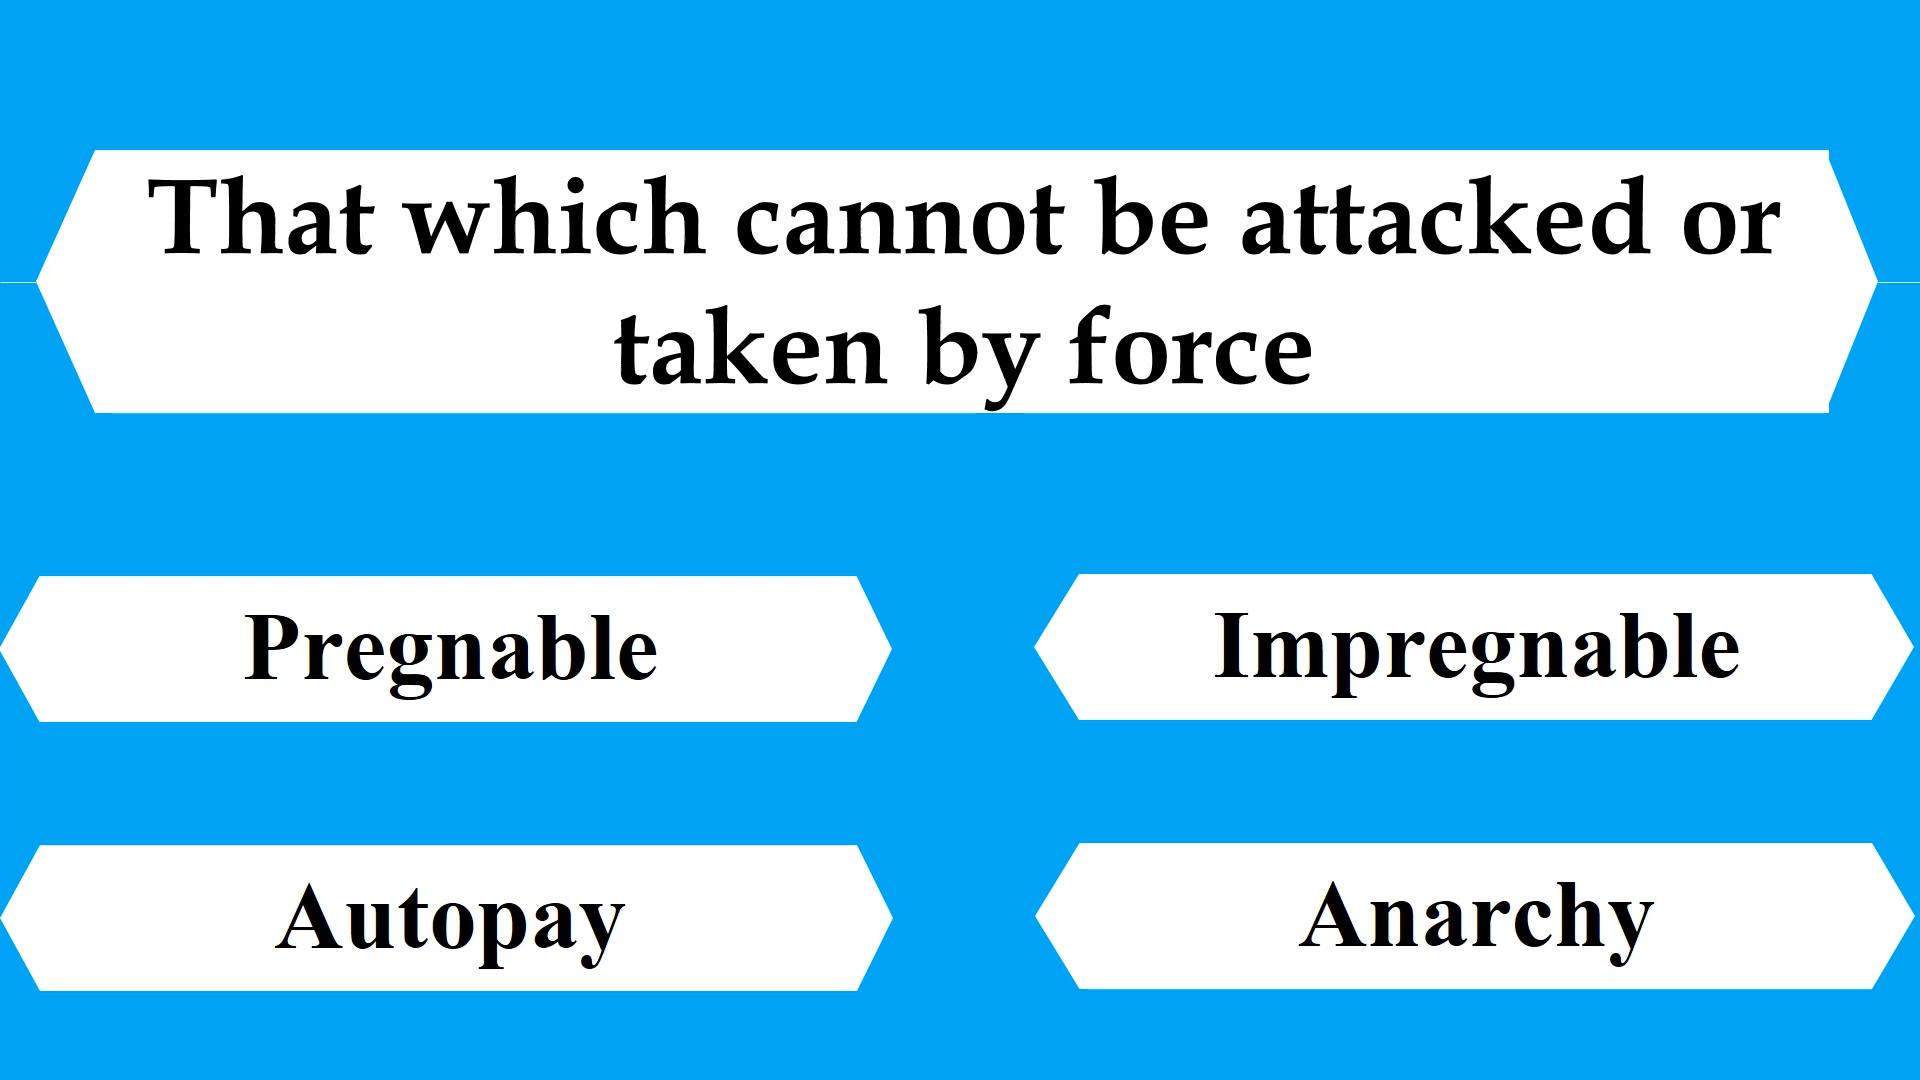 That which cannot be attacked or
taken by force
Pregnable
Impregnable
Autopay
Anarchy